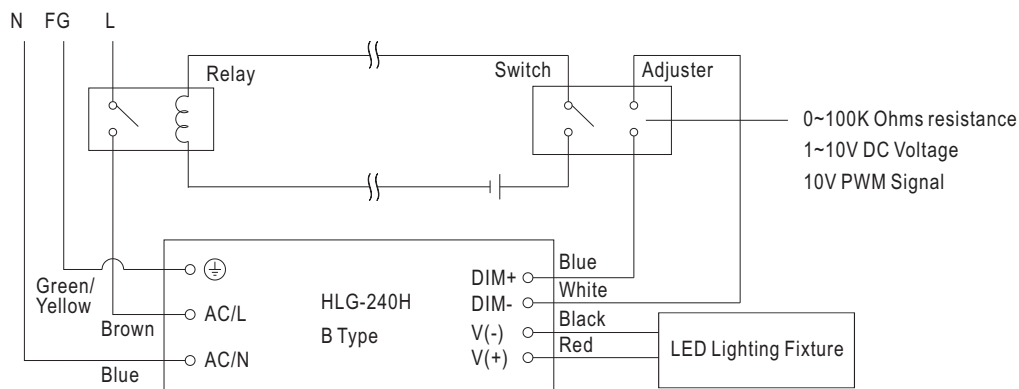 N FG L
Relay
Switch
Adjuster
0~100K Ohms resistance
1~10V DC Voltage
10V PWM Signal
Green/
Yellow
Brown
Blue
AC/L
AC/N
HLG-240H
B Type
DIM+
DIM-
V(-)
V(+)
Blue
White
Black
Red
LED Lighting Fixture